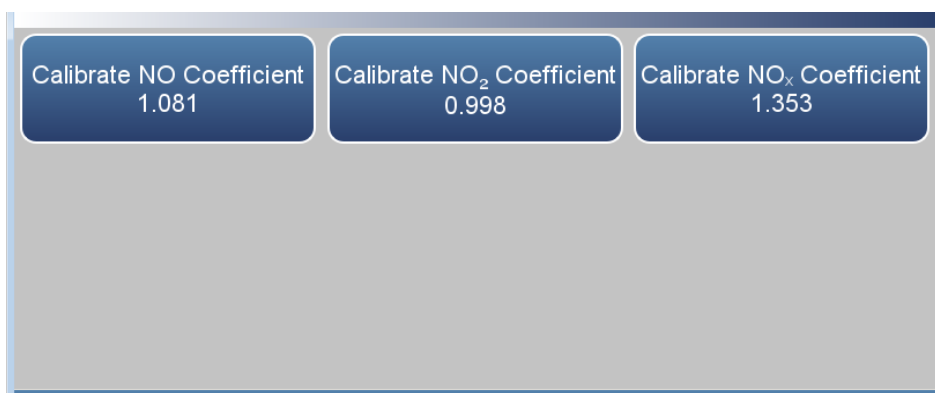 Calibrate NO Coefficient
1.081
Calibrate NO₂ Coefficient
0.998
Calibrate NOₓ Coefficient
1.353